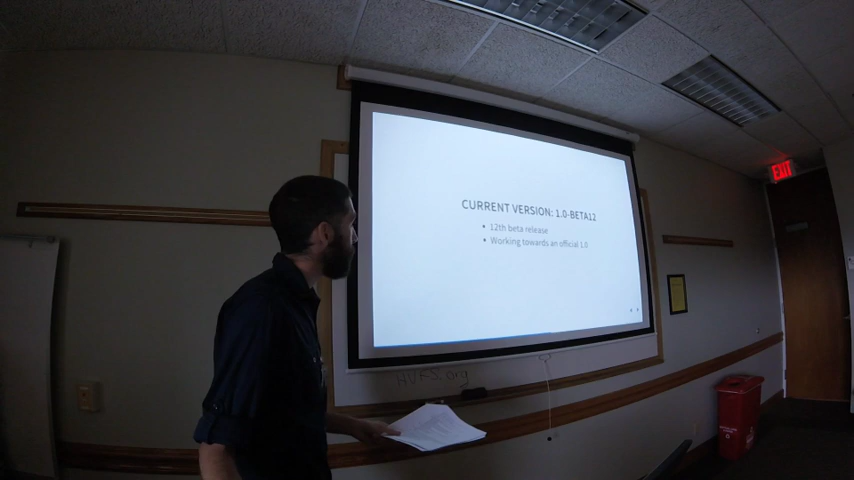 CURRENT VERSION: 1.0-BETA12
12th beta release
Working towards an official 1.0
EXIT